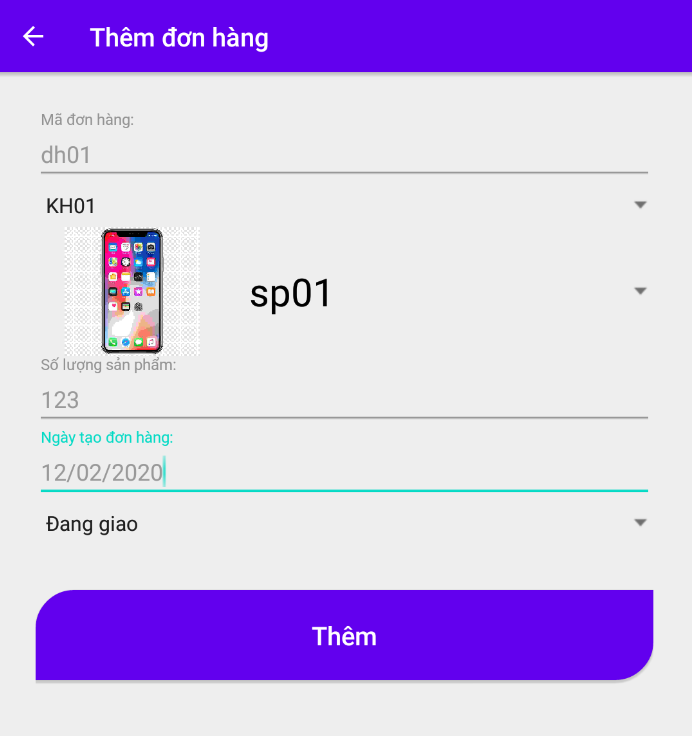 Thêm đơn hàng
Mã đơn hàng:
dh01
KH01
sp01
Số lượng sản phẩm:
123
Ngày tạo đơn hàng:
12/02/2020
Đang giao
Thêm